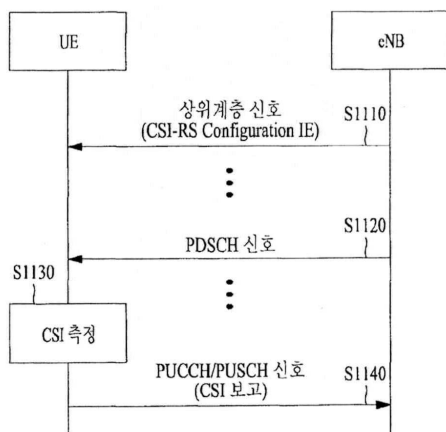 UE
eNB
상위계층 신호
(CSI-RS Configuration IE)
S1110
S1120
PDSCH 신호
S1130
CSI 측정
PUCCH/PUSCH 신호
(CSI 보고)
S1140